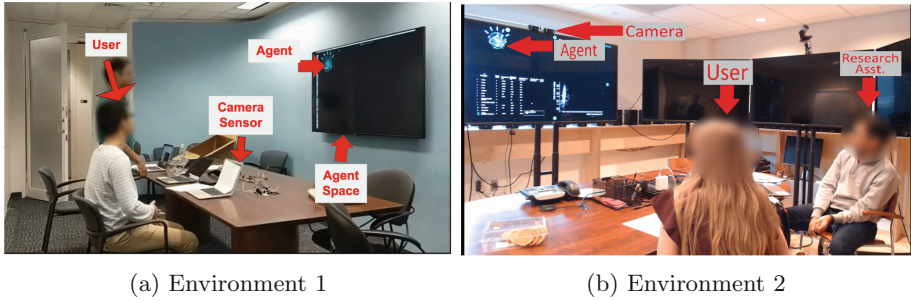 User
Agent
Camera
Sensor
Agent
Space
Camera
Agent
User
Research
Asst.
(a) Environment 1
(b) Environment 2